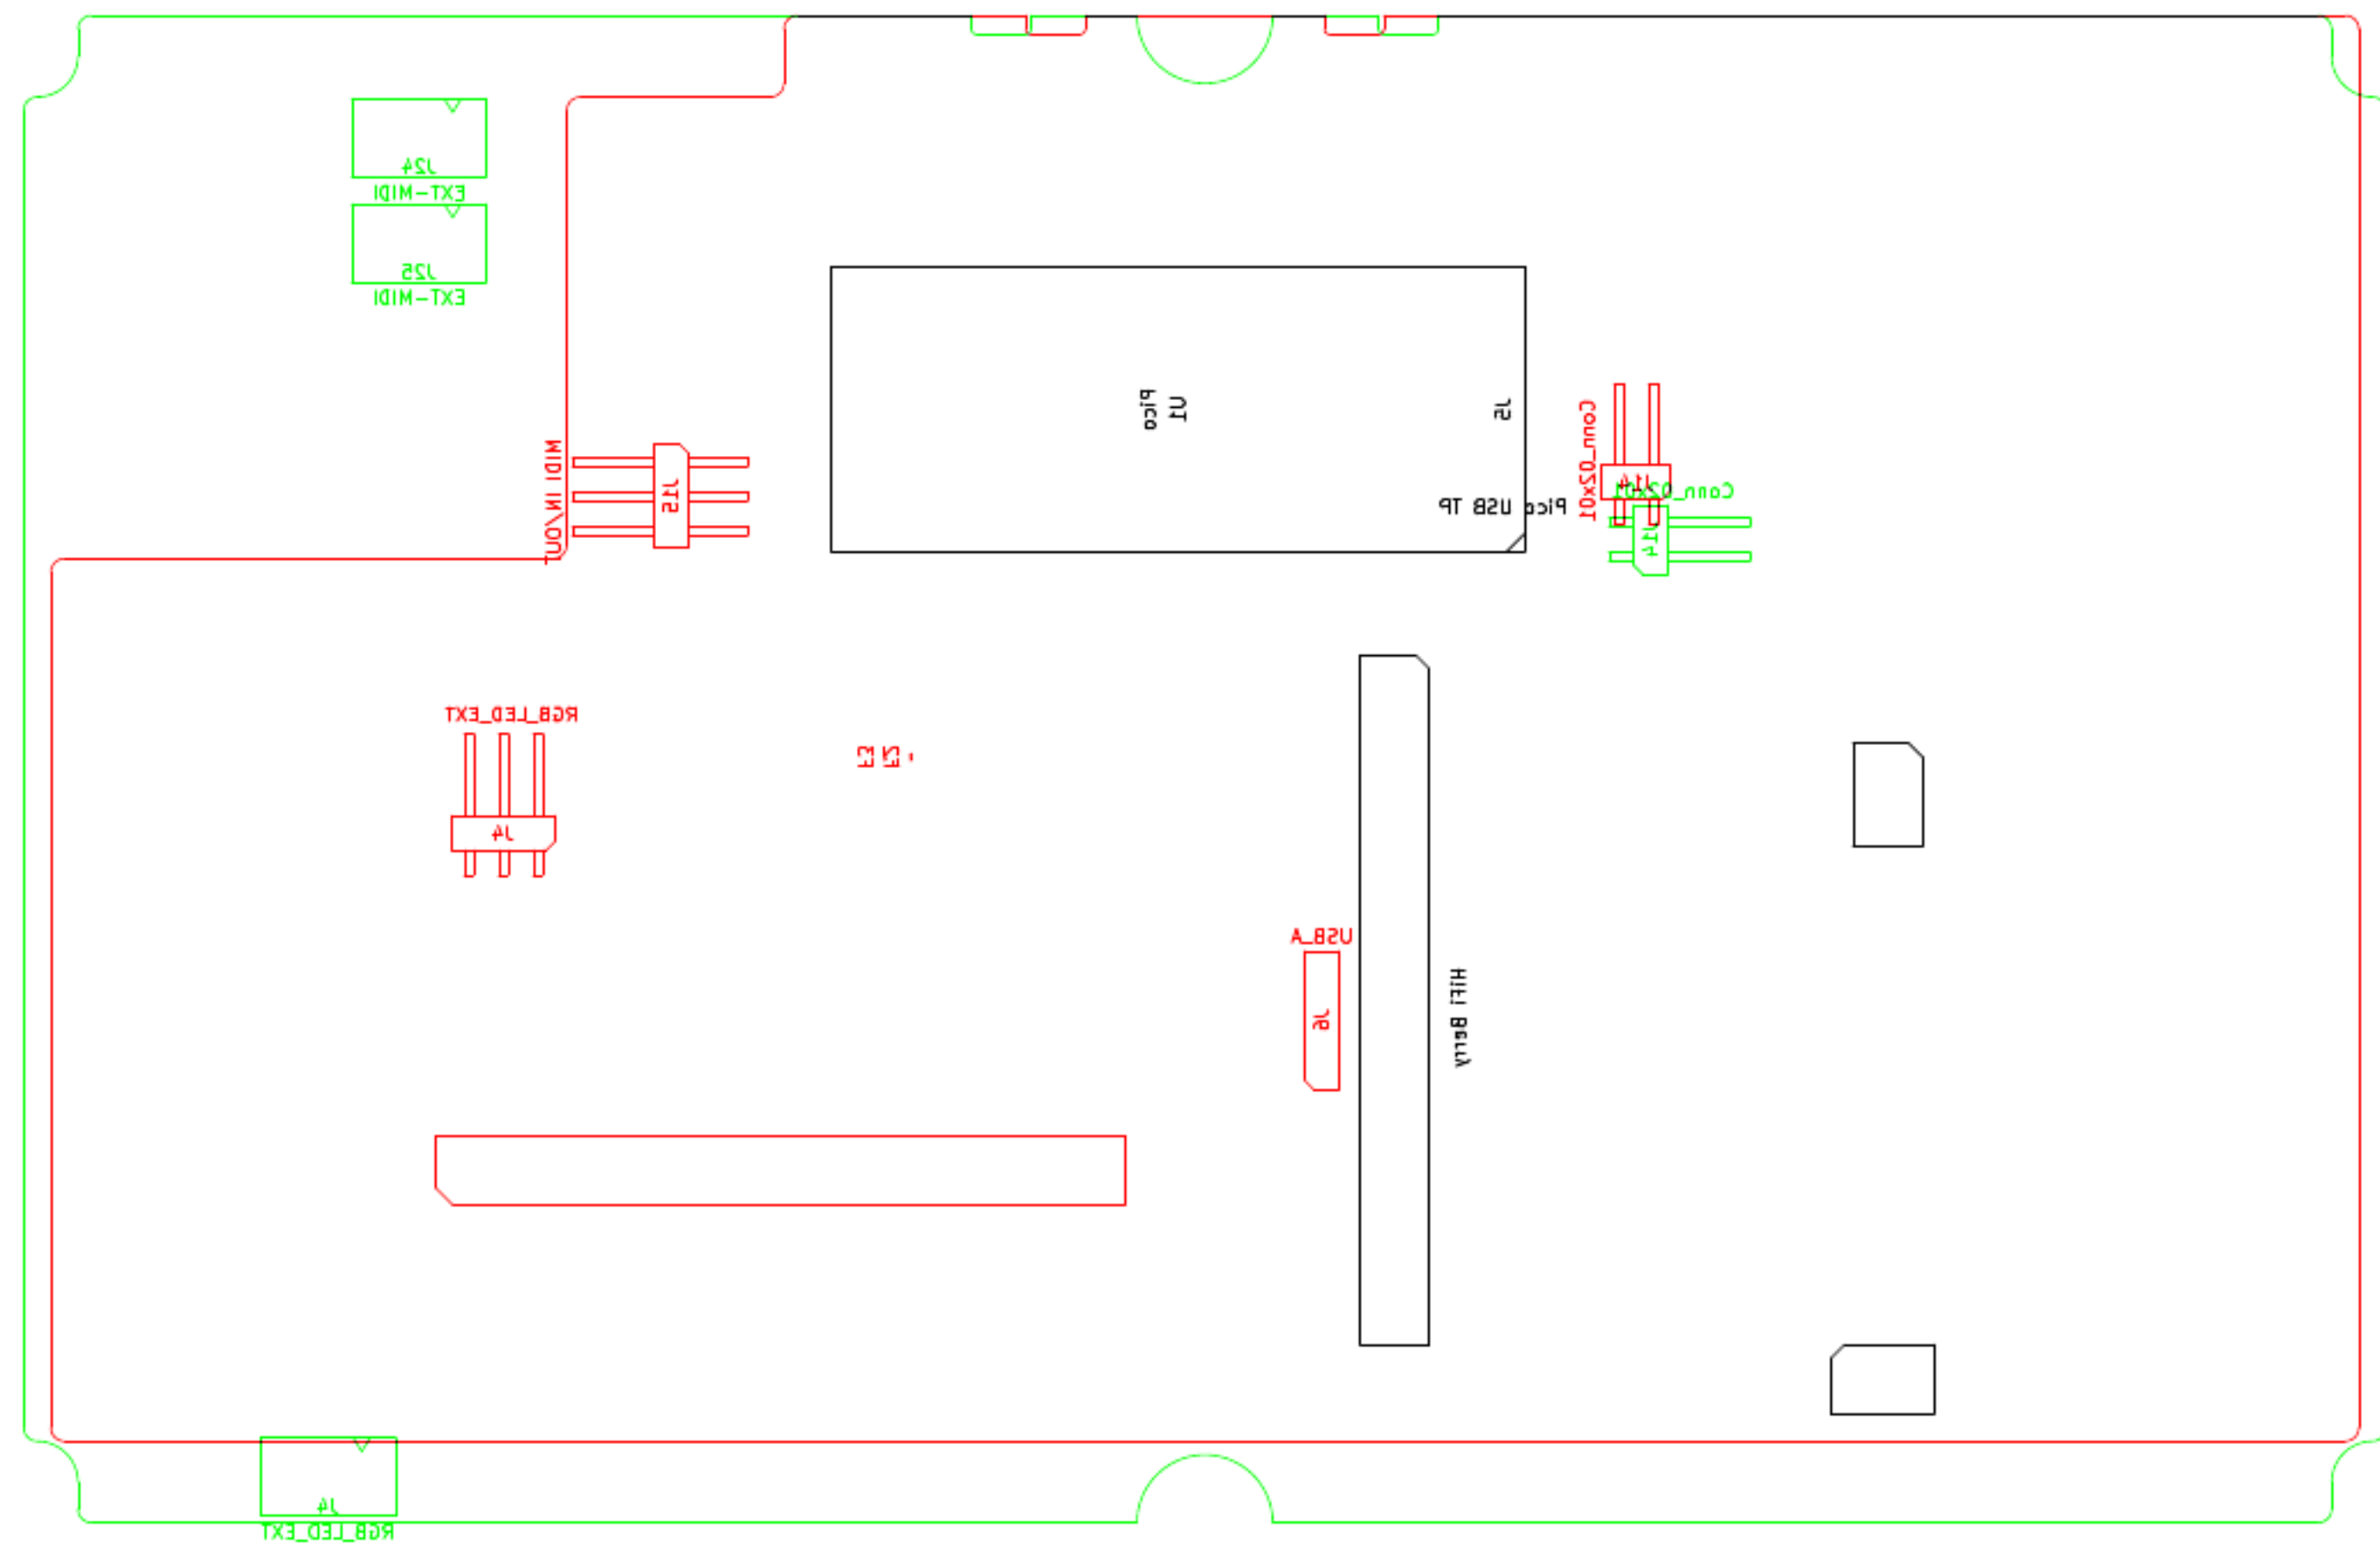 J24
EXT-MIDI
J25
EXT-MIDI
MIDI IN/OUT
J15
Pico
U1
J5
Pico USB TP
Conn_02x01
J14
Conn_02x01
J14
RGB_LED_EXT
J4
USB_A
J6
HiFi Berry
J4
RGB_LED_EXT